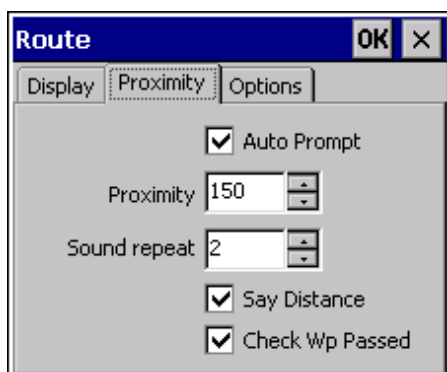 Route OK ×
Display Proximity Options
Auto Prompt
Proximity 150
Sound repeat 2
Say Distance
Check Wp Passed